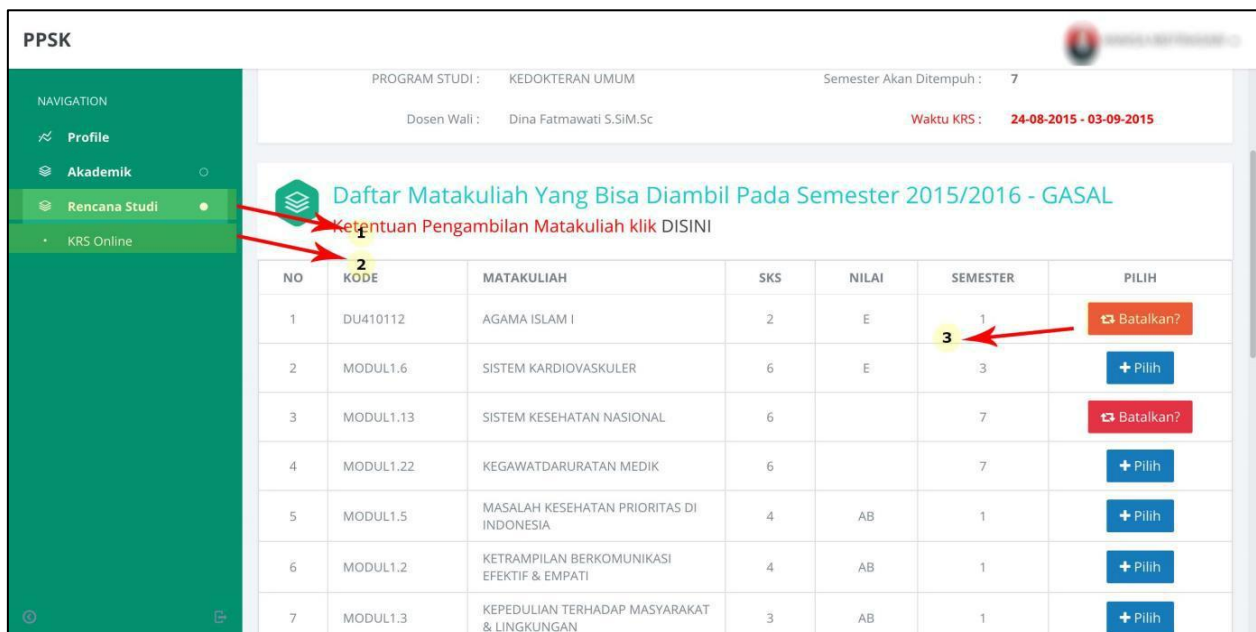 PPSK
NAVIGATION
Profile
Akademik
Rencana Studi
KRS Online
PROGRAM STUDI : KEDOKTERAN UMUM Semester Akan Ditempuh : 7
Dosen Wali : Dina Fatmawati S.SiM.Sc Waktu KRS : 24-08-2015 - 03-09-2015
Daftar Matakuliah Yang Bisa Diambil Pada Semester 2015/2016 - GASAL
Ketentuan Pengambilan Matakuliah klik DISINI
1
2
NO KODE MATAKULIAH SKS NILAI SEMESTER PILIH
1 DU410112 AGAMA ISLAM I 2 E 1 Batalkan?
3
2 MODUL1.6 SISTEM KARDIOVASKULER 6 E 3 + Pilih
3 MODUL1.13 SISTEM KESEHATAN NASIONAL 6 7 Batalkan?
4 MODUL1.22 KEGAWATDARURATAN MEDIK 6 7 + Pilih
5 MODUL1.5 MASALAH KESEHATAN PRIORITAS DI
INDONESIA 4 AB 1 + Pilih
6 MODUL1.2 KETRAMPILAN BERKOMUNIKASI
EFEKTIF & EMPATI 4 AB 1 + Pilih
7 MODUL1.3 KEPEDULIAN TERHADAP MASYARAKAT
& LINGKUNGAN 3 AB 1 + Pilih